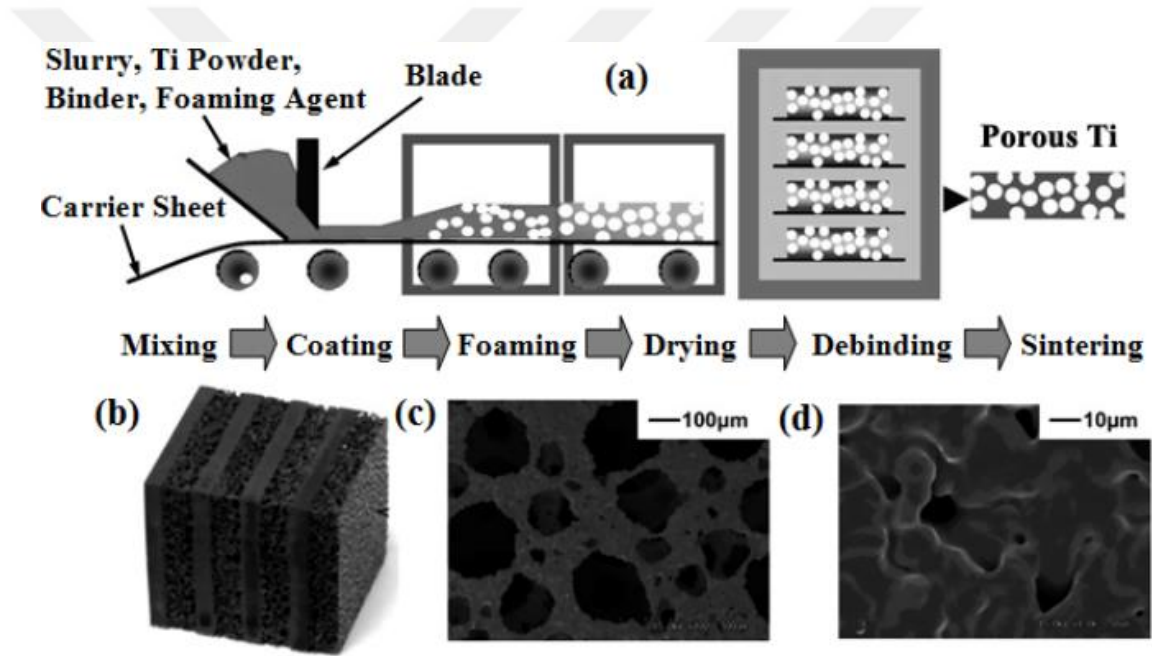 Slurry, Ti Powder,
Binder, Foaming Agent
Blade
(a)
Porous Ti
Carrier Sheet
Mixing Coating Foaming Drying Debinding Sintering
(b)
(c)
100μm
(d)
10μm